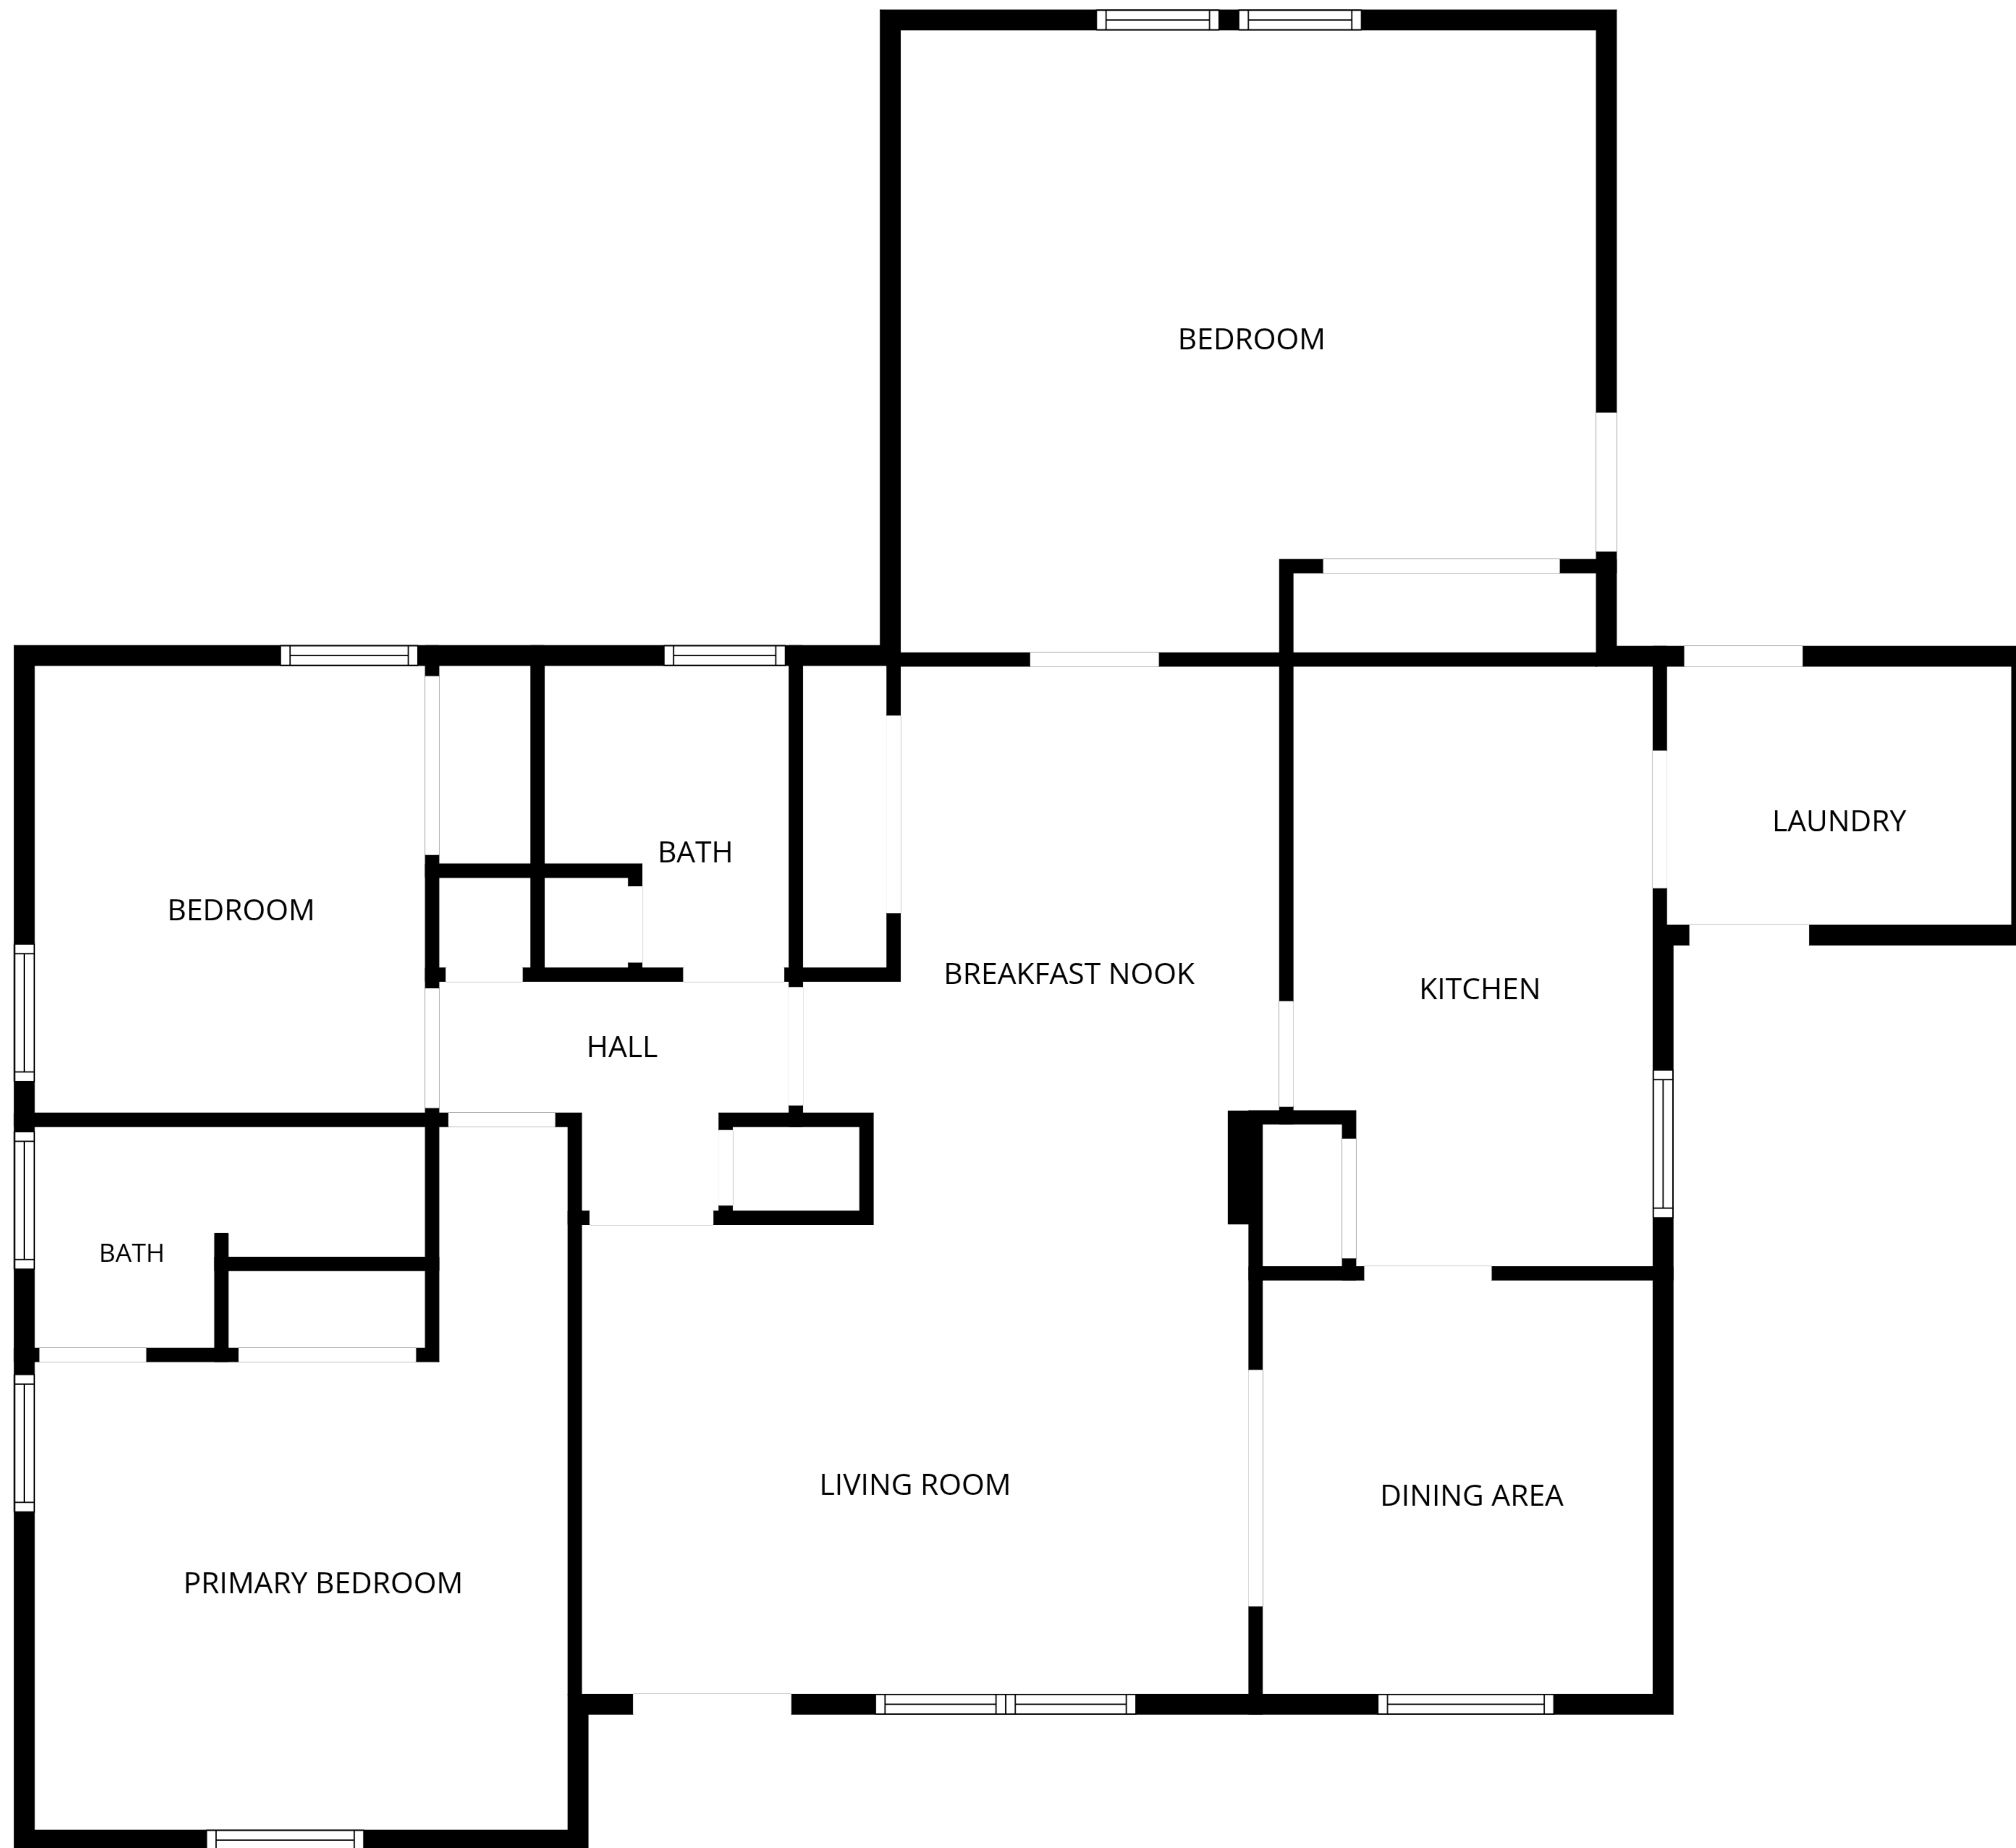 BEDROOM
LAUNDRY
BATH
BEDROOM
BREAKFAST NOOK
KITCHEN
HALL
BATH
LIVING ROOM
DINING AREA
PRIMARY BEDROOM